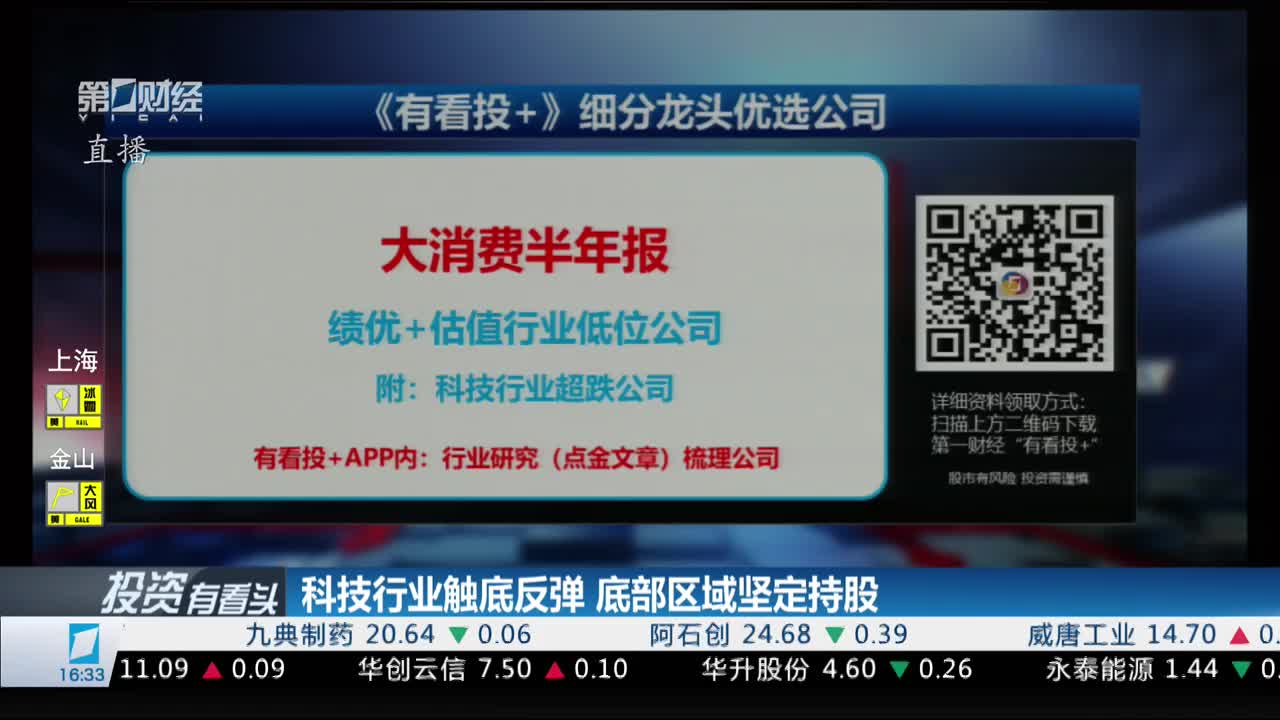 第一财经
YICAI
直播
《有看投+》细分龙头优选公司
大消费半年报
绩优+估值行业低位公司
附：科技行业超跌公司
有看投+APP内：行业研究（点金文章）梳理公司
详细资料领取方式：
扫描上方二维码下载
第一财经“有看投+”
股市有风险 投资需谨慎
上海
冰雹
黄 HAIL
金山
大风
黄 GALE
投资有看头
科技行业触底反弹 底部区域坚定持股
九典制药 20.64 ▼ 0.06 阿石创 24.68 ▼ 0.39 威唐工业 14.70 ▲ 0.
16:33
11.09 ▲ 0.09 华创云信 7.50 ▲ 0.10 华升股份 4.60 ▼ 0.26 永泰能源 1.44 ▼ 0.